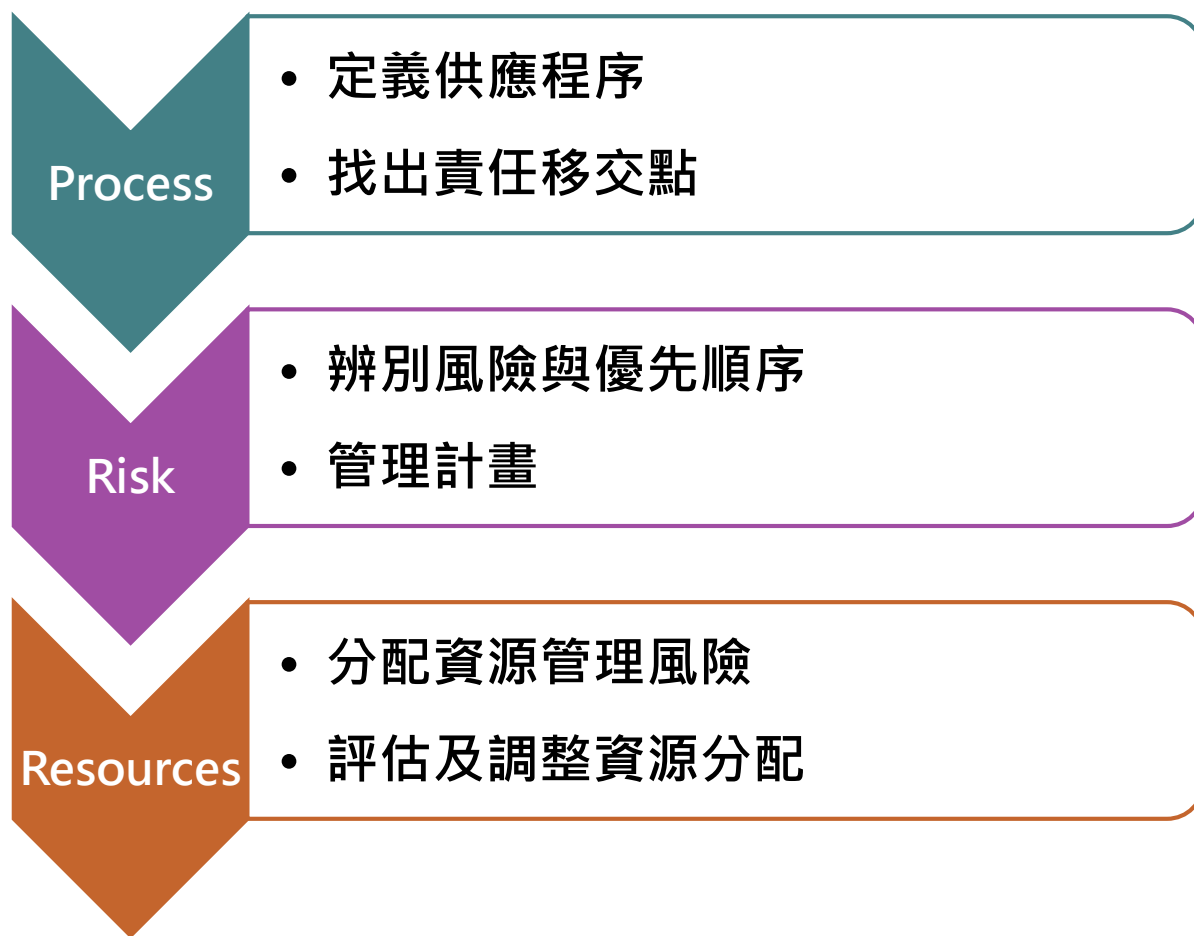 Process
• 定義供應程序
• 找出責任移交點
Risk
• 辨別風險與優先順序
• 管理計畫
Resources
• 分配資源管理風險
• 評估及調整資源分配